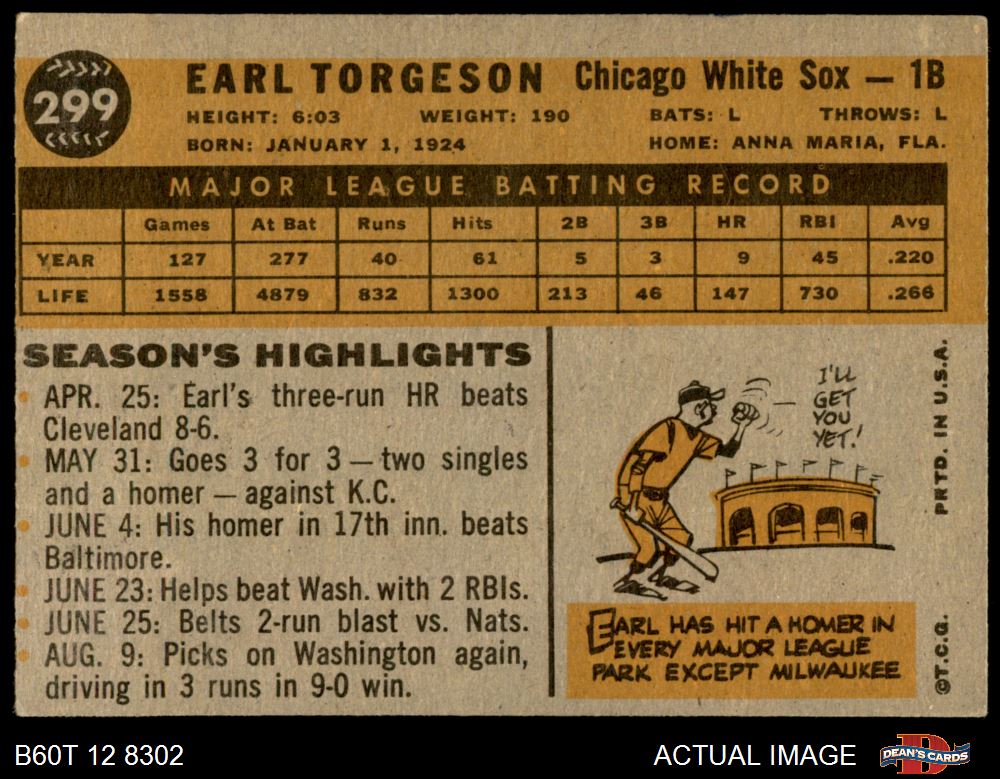 299
EARL TORGESON Chicago White Sox — 1B
HEIGHT: 6:03 WEIGHT: 190 BATS: L THROWS: L
BORN: JANUARY 1, 1924 HOME: ANNA MARIA, FLA.
MAJOR LEAGUE BATTING RECORD
Games At Bat Runs Hits 2B 3B HR RBI Avg
YEAR 127 277 40 61 5 3 9 45 .220
LIFE 1558 4879 832 1300 213 46 147 730 .266
SEASON'S HIGHLIGHTS
APR. 25: Earl's three-run HR beats
Cleveland 8-6.
MAY 31: Goes 3 for 3 — two singles
and a homer — against K.C.
JUNE 4: His homer in 17th inn. beats
Baltimore.
JUNE 23: Helps beat Wash. with 2 RBIs.
JUNE 25: Belts 2-run blast vs. Nats.
AUG. 9: Picks on Washington again,
driving in 3 runs in 9-0 win.
I'LL
GET
YOU
YET!
EARL HAS HIT A HOMER IN
EVERY MAJOR LEAGUE
PARK EXCEPT MILWAUKEE
©T.C.G. PRTD. IN U.S.A.
B60T 12 8302 ACTUAL IMAGE
DEAN'S CARDS